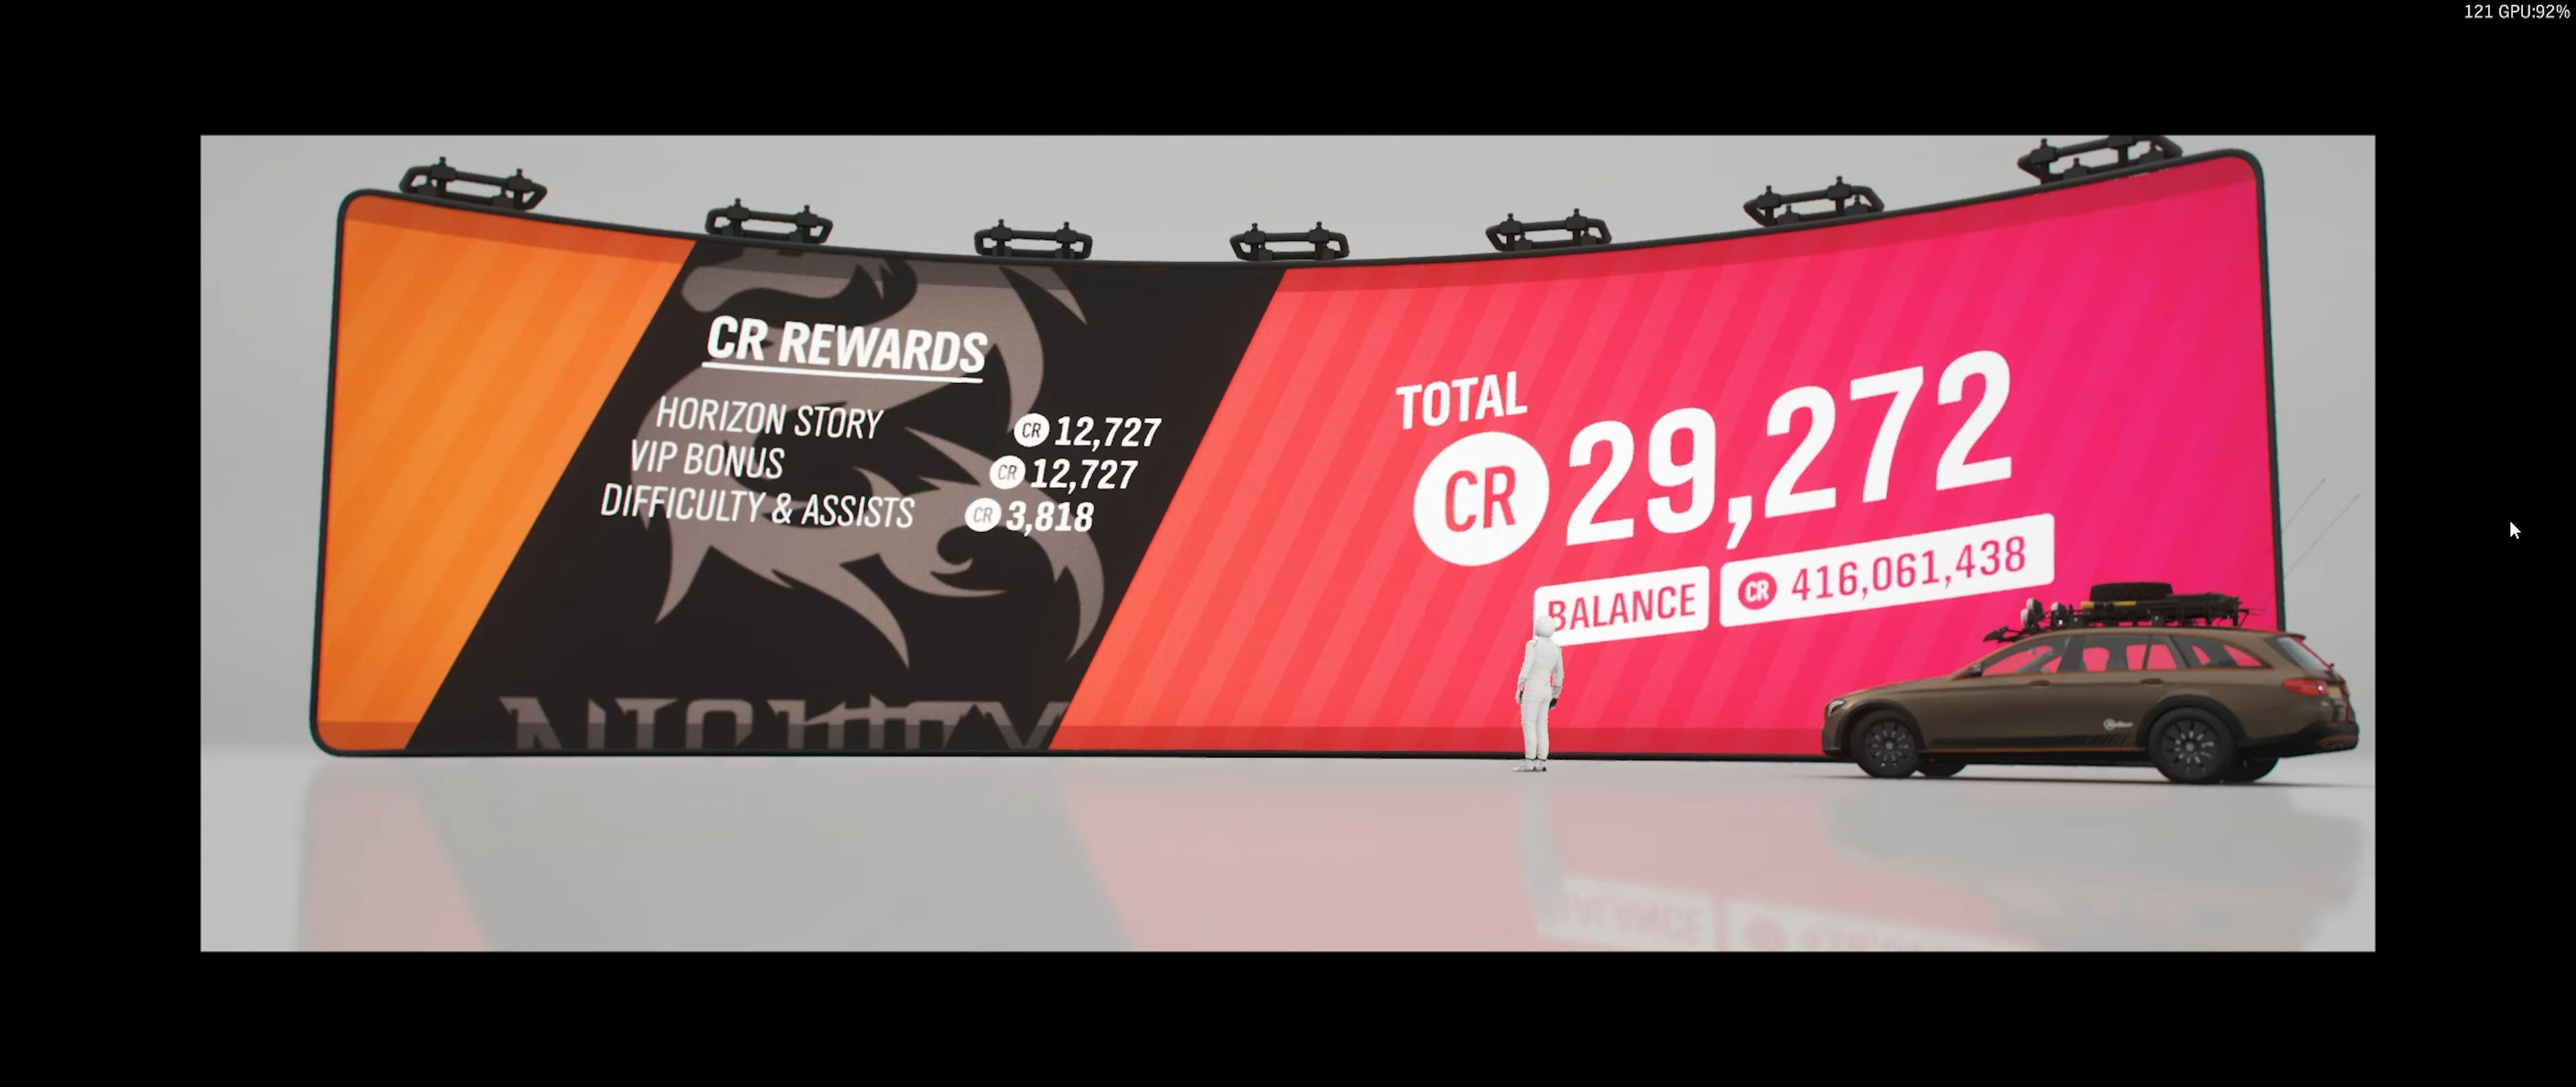 121 GPU:92%
CR REWARDS
HORIZON STORY CR 12,727
VIP BONUS CR 12,727
DIFFICULTY & ASSISTS CR 3,818
TOTAL
CR 29,272
BALANCE CR 416,061,438